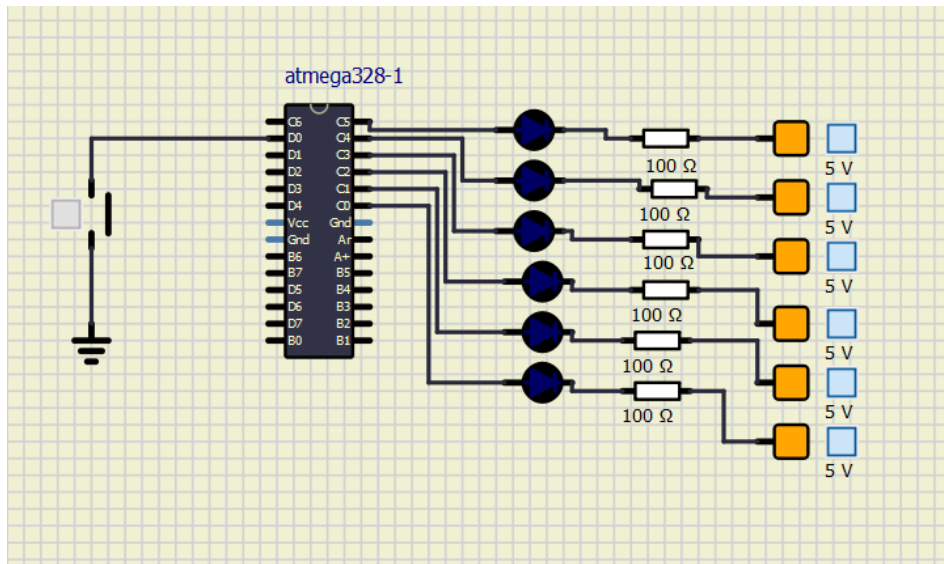 atmega328-1
C6 C5
D0 C4
D1 C3
D2 C2
D3 C1
D4 C0
Vcc Gnd
Gnd Ar
B6 A+
B7 B5
D5 B4
D6 B3
D7 B2
B0 B1
100 Ω
5 V
100 Ω
5 V
100 Ω
5 V
100 Ω
5 V
100 Ω
5 V
100 Ω
5 V